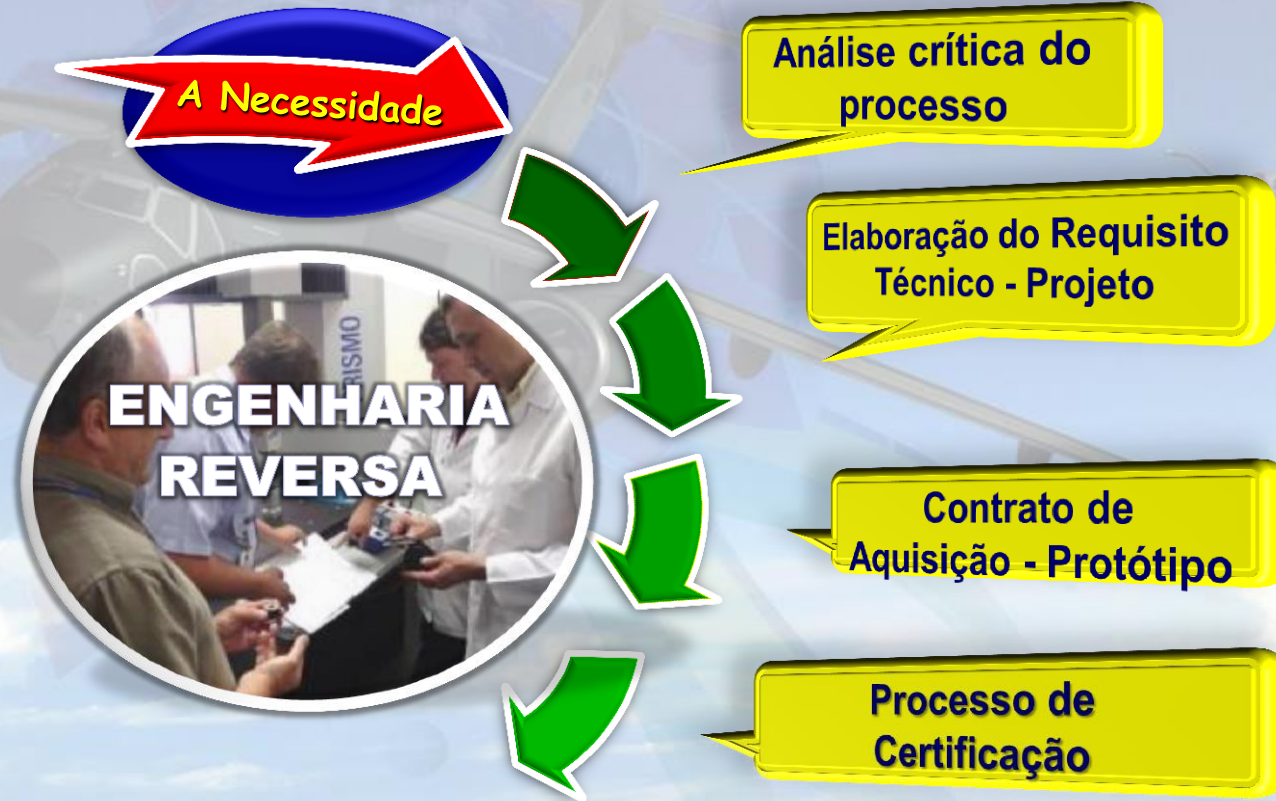 A Necessidade
Análise crítica do
processo
Elaboração do Requisito
Técnico - Projeto
RISMO
ENGENHARIA
REVERSA
Contrato de
Aquisição - Protótipo
Processo de
Certificação